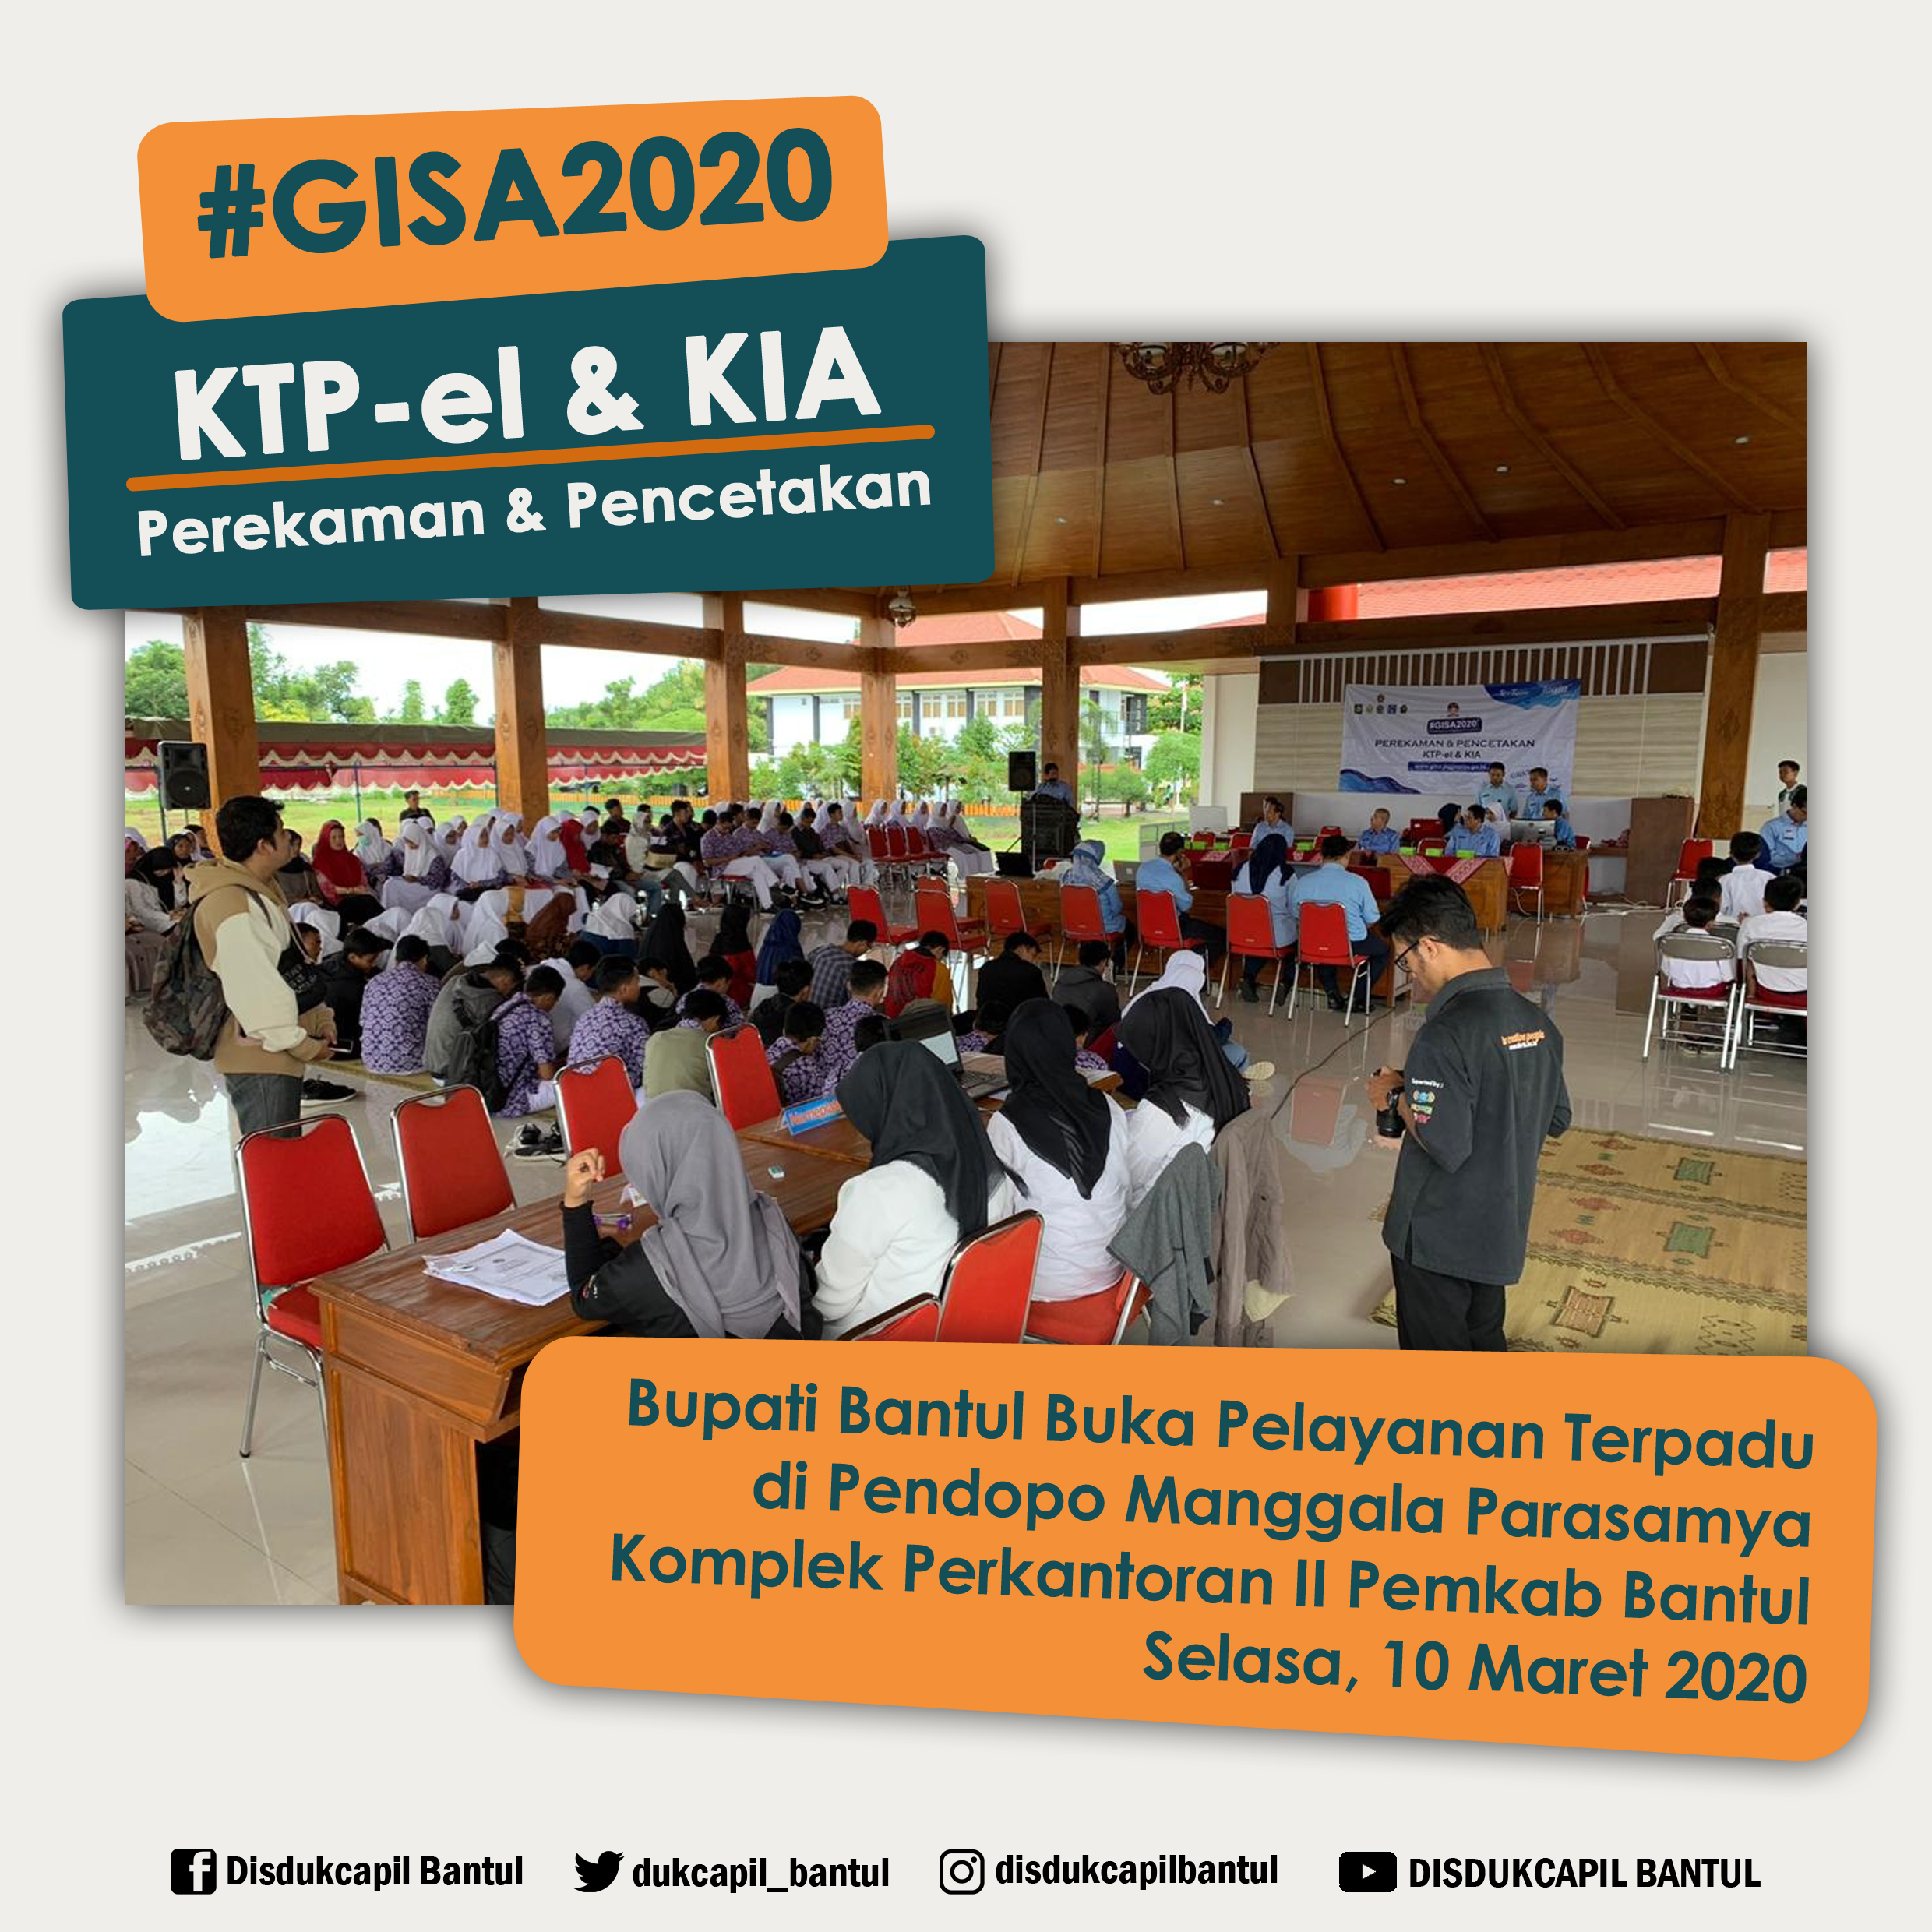 #GISA2020
KTP-el & KIA
Perekaman & Pencetakan
#GISA2020
PEREKAMAN & PENCETAKAN
KTP-el & KIA
Bupati Bantul Buka Pelayanan Terpadu
di Pendopo Manggala Parasamya
Komplek Perkantoran II Pemkab Bantul
Selasa, 10 Maret 2020
Disdukcapil Bantul
dukcapil_bantul
disdukcapilbantul
DISDUKCAPIL BANTUL